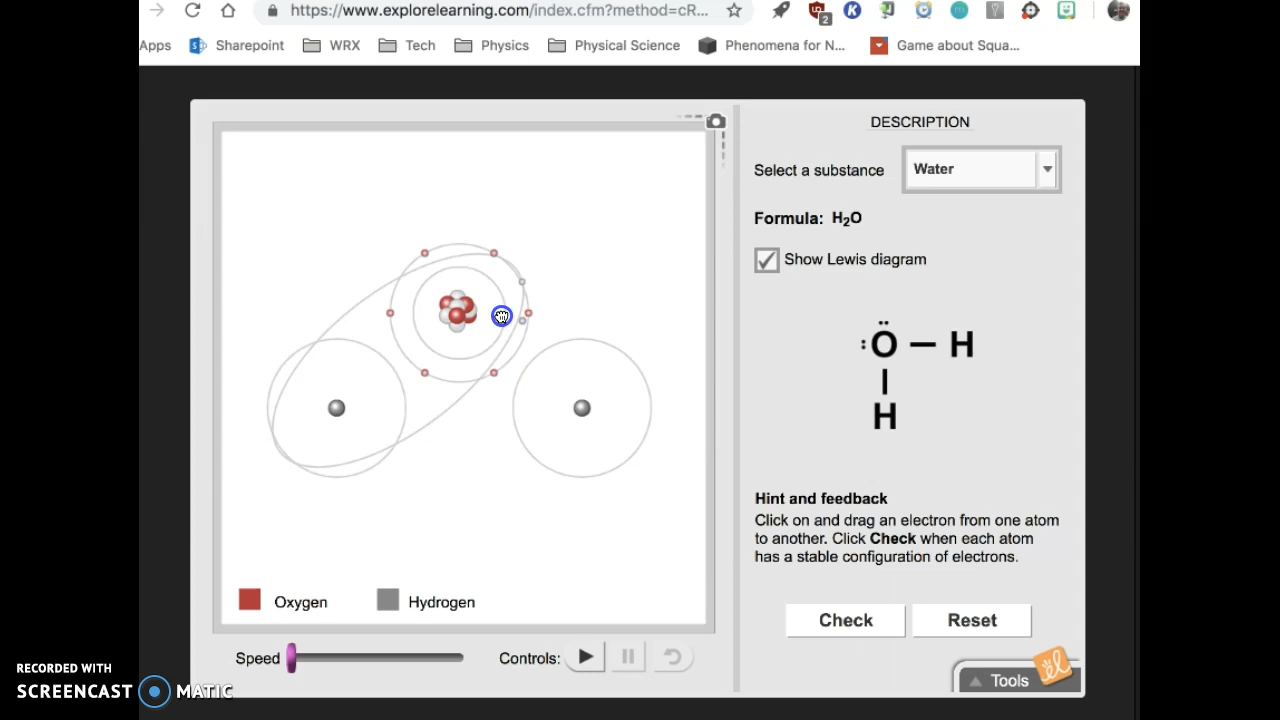 https://www.explorelearning.com/index.cfm?method=cR...
2
Apps Sharepoint WRX Tech Physics Physical Science Phenomena for N... Game about Squa...
DESCRIPTION
Select a substance Water
Formula: H₂O
Show Lewis diagram
:Ö — H
|
H
Hint and feedback
Click on and drag an electron from one atom
to another. Click Check when each atom
has a stable configuration of electrons.
Oxygen Hydrogen
Check Reset
Speed Controls:
Tools
RECORDED WITH
SCREENCAST MATIC